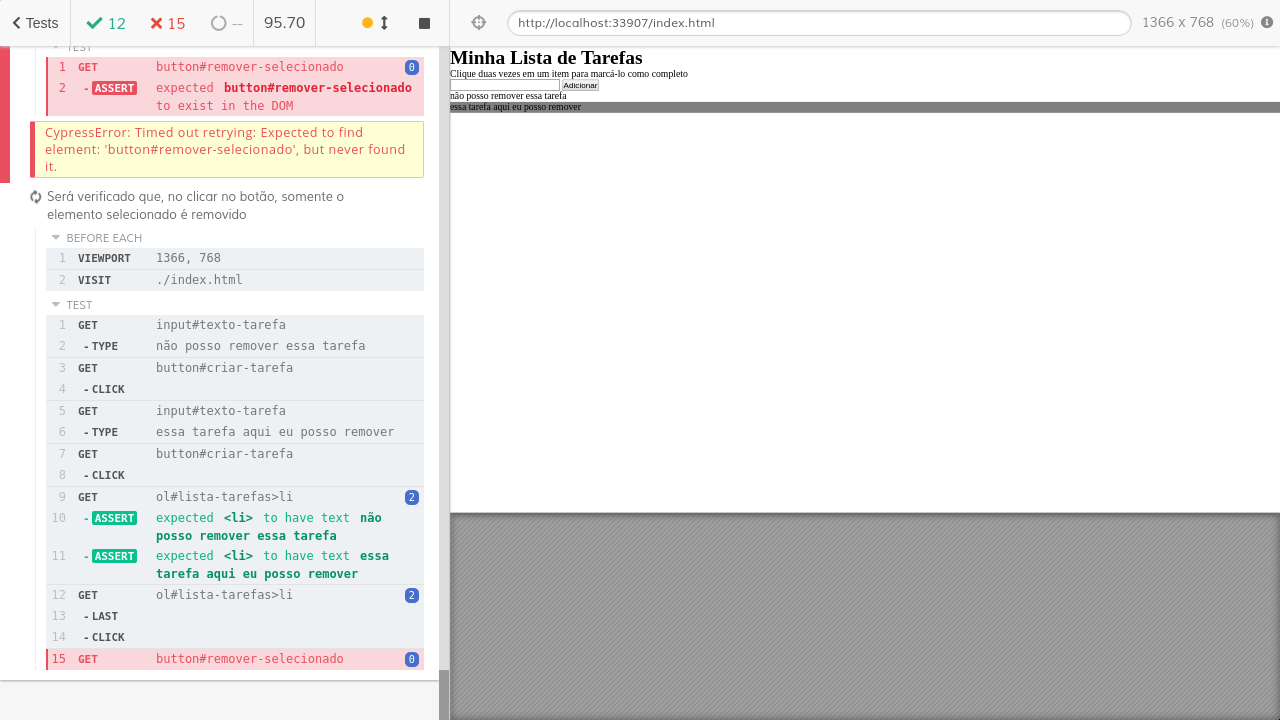 Tests 12 15 -- 95.70 http://localhost:33907/index.html 1366 x 768 (60%)
TEST
1 GET button#remover-selecionado 0
2 - ASSERT expected button#remover-selecionado
to exist in the DOM
CypressError: Timed out retrying: Expected to find
element: 'button#remover-selecionado', but never found
it.
Será verificado que, no clicar no botão, somente o
elemento selecionado é removido
BEFORE EACH
1 VIEWPORT 1366, 768
2 VISIT ./index.html
TEST
1 GET input#texto-tarefa
2 - TYPE não posso remover essa tarefa
3 GET button#criar-tarefa
4 - CLICK
5 GET input#texto-tarefa
6 - TYPE essa tarefa aqui eu posso remover
7 GET button#criar-tarefa
8 - CLICK
9 GET ol#lista-tarefas>li 2
10 - ASSERT expected <li> to have text não
posso remover essa tarefa
11 - ASSERT expected <li> to have text essa
tarefa aqui eu posso remover
12 GET ol#lista-tarefas>li 2
13 - LAST
14 - CLICK
15 GET button#remover-selecionado 0
Minha Lista de Tarefas
Clique duas vezes em um item para marcá-lo como completo
Adicionar
não posso remover essa tarefa
essa tarefa aqui eu posso remover